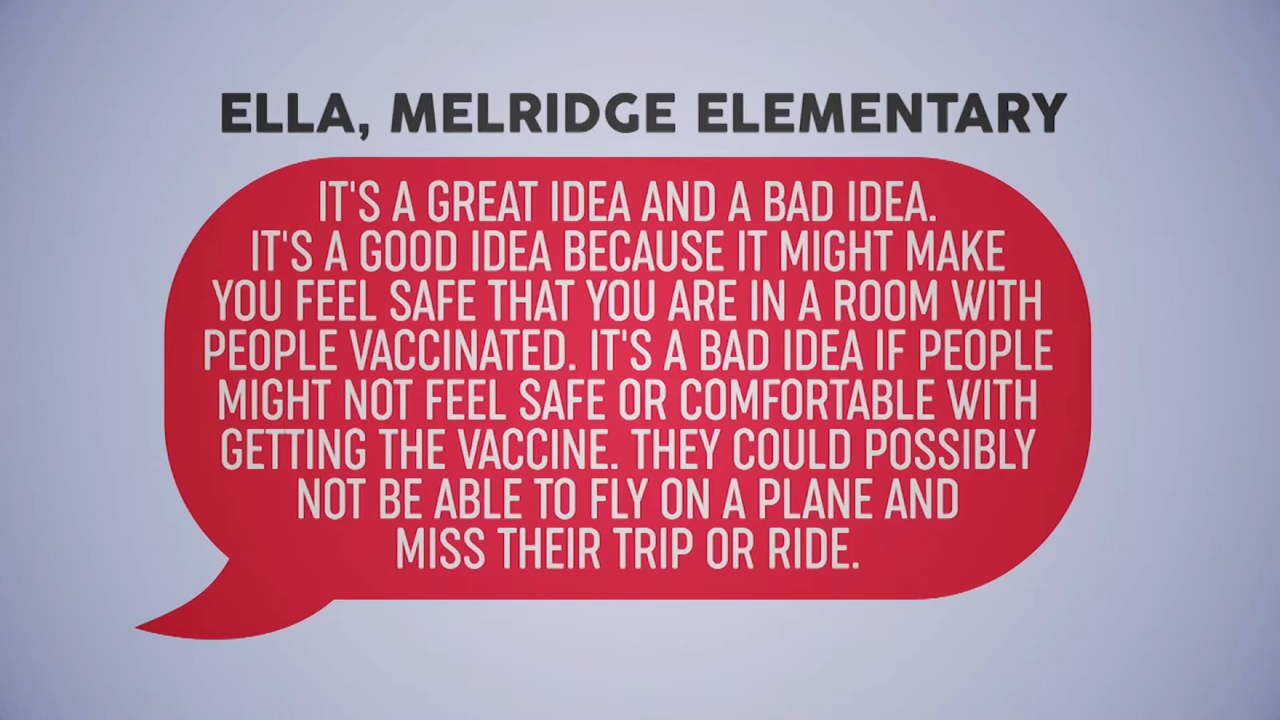 ELLA, MELRIDGE ELEMENTARY
IT'S A GREAT IDEA AND A BAD IDEA.
IT'S A GOOD IDEA BECAUSE IT MIGHT MAKE
YOU FEEL SAFE THAT YOU ARE IN A ROOM WITH
PEOPLE VACCINATED. IT'S A BAD IDEA IF PEOPLE
MIGHT NOT FEEL SAFE OR COMFORTABLE WITH
GETTING THE VACCINE. THEY COULD POSSIBLY
NOT BE ABLE TO FLY ON A PLANE AND
MISS THEIR TRIP OR RIDE.